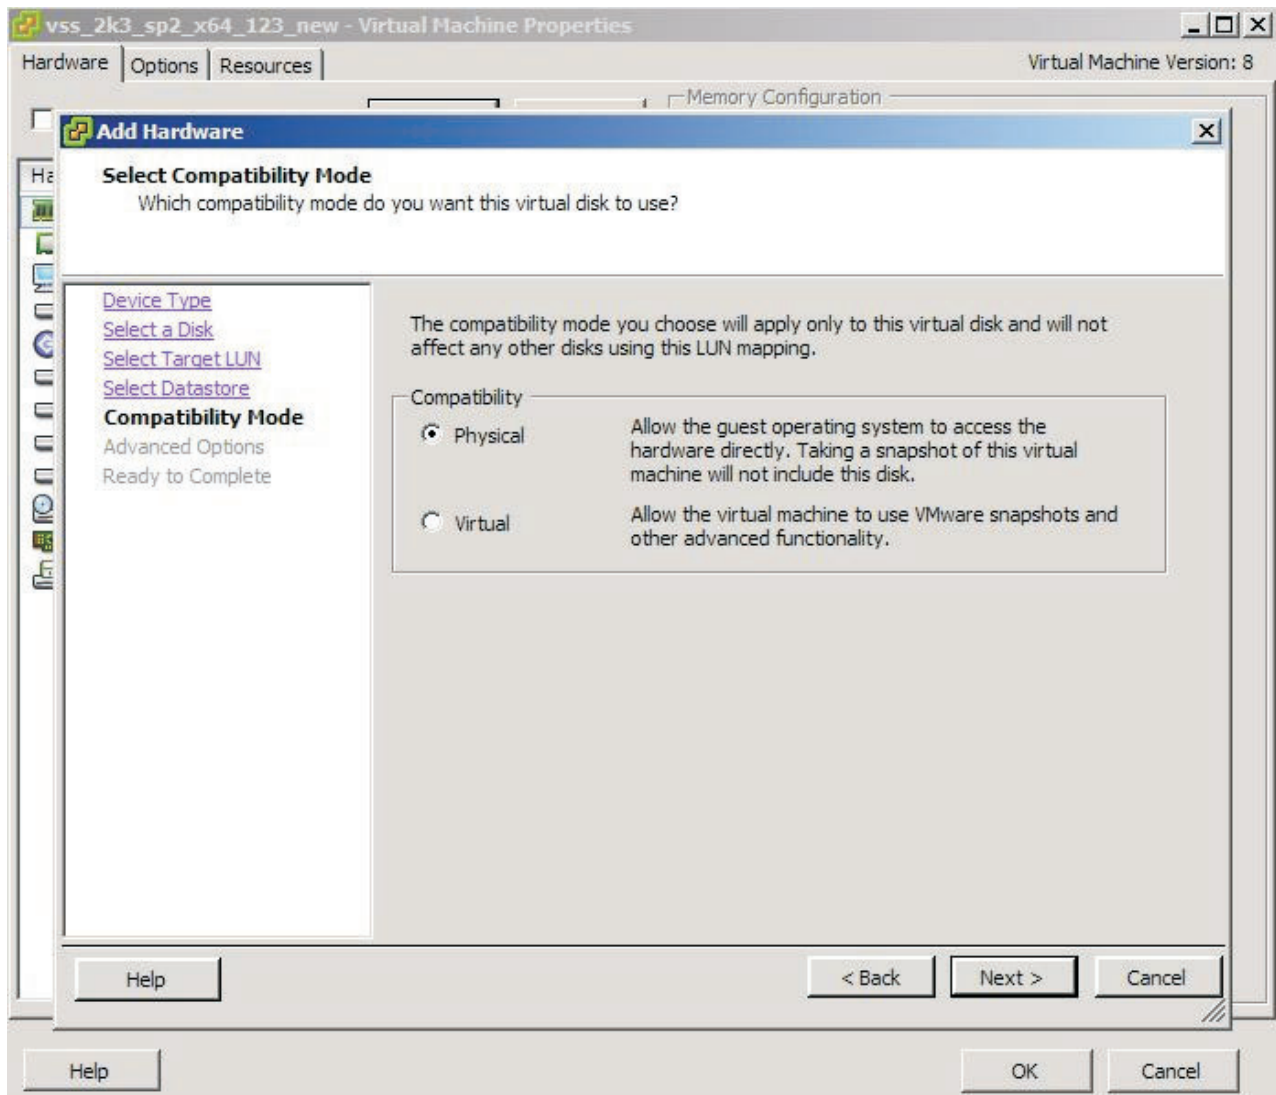 vss_2k3_sp2_x64_123_new - Virtual Machine Properties
Hardware Options Resources Virtual Machine Version: 8
Memory Configuration
Add Hardware
Ha
Select Compatibility Mode
Which compatibility mode do you want this virtual disk to use?
Device Type
Select a Disk
Select Target LUN
Select Datastore
Compatibility Mode
Advanced Options
Ready to Complete
The compatibility mode you choose will apply only to this virtual disk and will not
affect any other disks using this LUN mapping.
Compatibility
Physical
Allow the guest operating system to access the
hardware directly. Taking a snapshot of this virtual
machine will not include this disk.
Virtual
Allow the virtual machine to use VMware snapshots and
other advanced functionality.
Help < Back Next > Cancel
Help OK Cancel